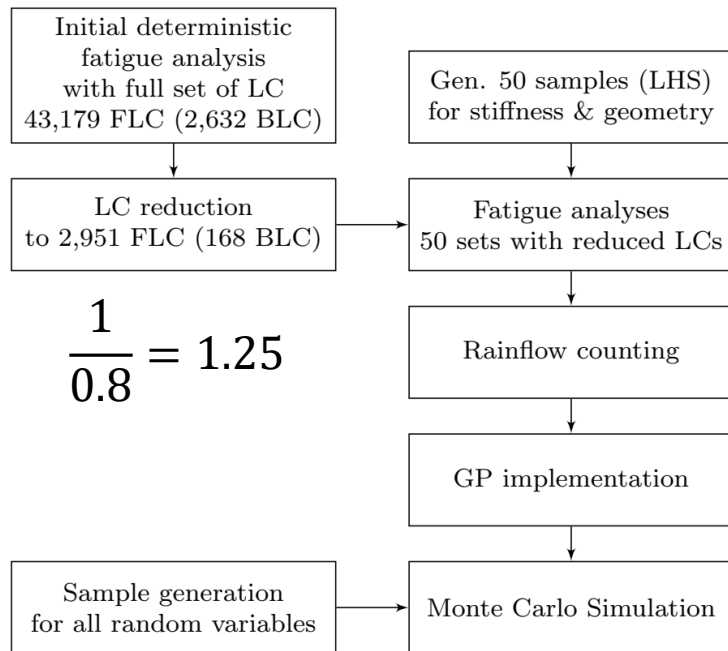 Initial deterministic
fatigue analysis
with full set of LC
43,179 FLC (2,632 BLC)
Gen. 50 samples (LHS)
for stiffness & geometry
LC reduction
to 2,951 FLC (168 BLC)
Fatigue analyses
50 sets with reduced LCs
1
0.8
= 1.25
Rainflow counting
GP implementation
Sample generation
for all random variables
Monte Carlo Simulation